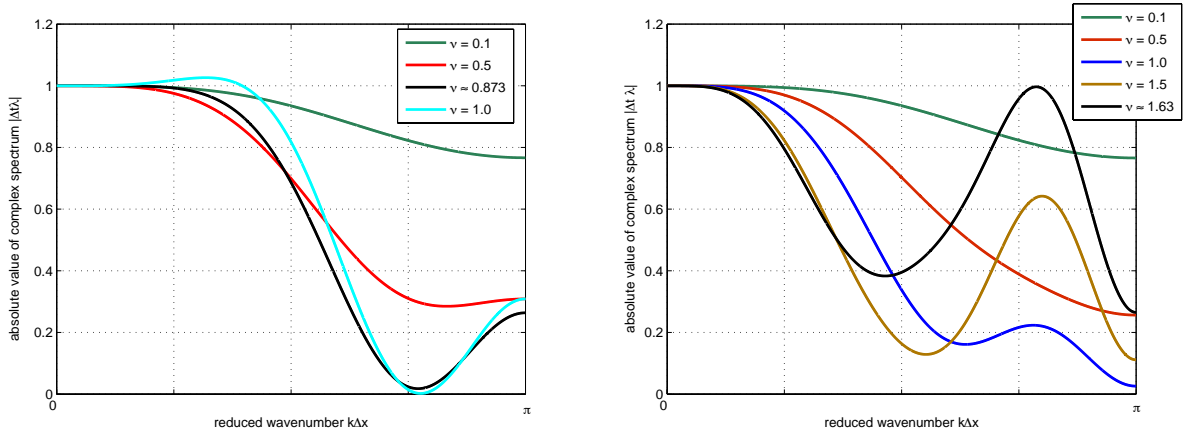 1.2
1
0.8
0.6
0.4
0.2
0
0
π
reduced wavenumber kΔx
absolute value of complex spectrum |Δtλ|
ν = 0.1
ν = 0.5
ν ≈ 0.873
ν = 1.0
1.2
1
0.8
0.6
0.4
0.2
0
0
π
reduced wavenumber kΔx
absolute value of complex spectrum |Δt λ|
ν = 0.1
ν = 0.5
ν = 1.0
ν = 1.5
ν ≈ 1.63